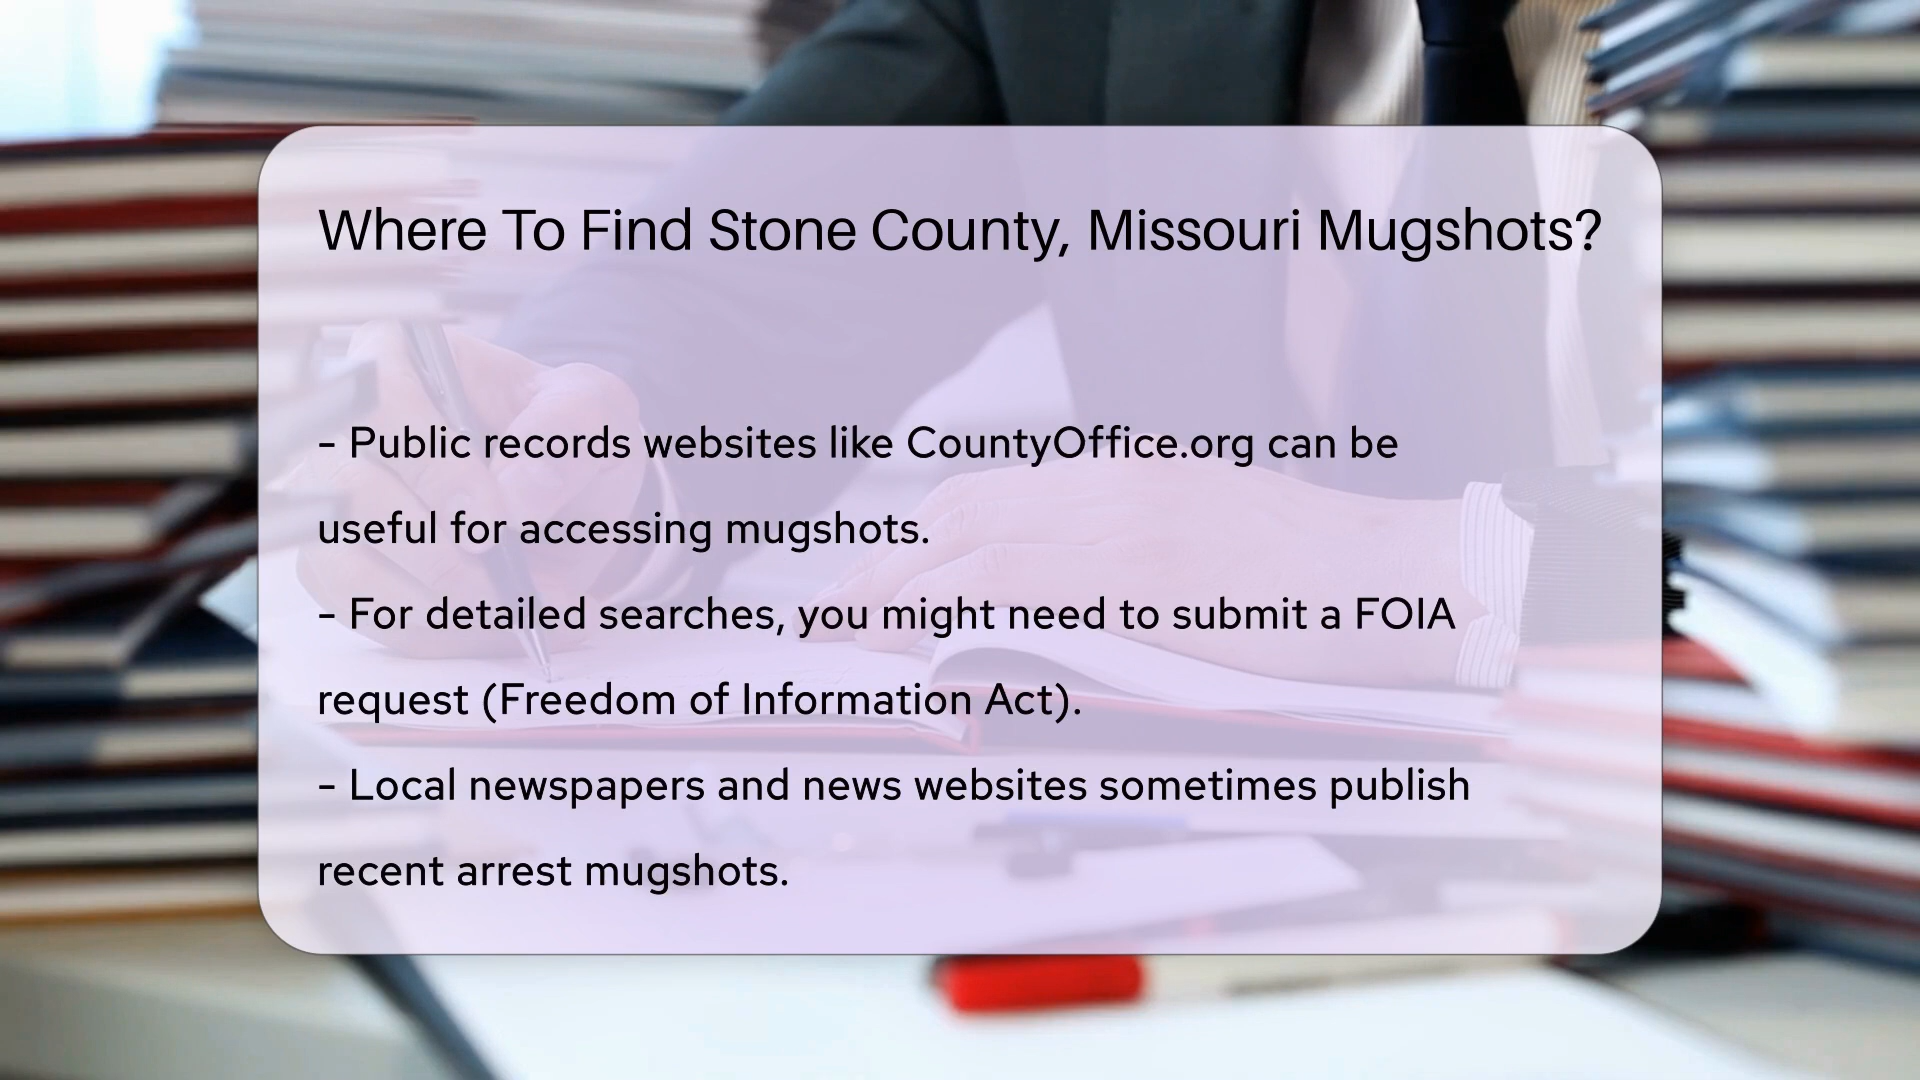 Where To Find Stone County, Missouri Mugshots?
- Public records websites like CountyOffice.org can be
useful for accessing mugshots.
- For detailed searches, you might need to submit a FOIA
request (Freedom of Information Act).
- Local newspapers and news websites sometimes publish
recent arrest mugshots.